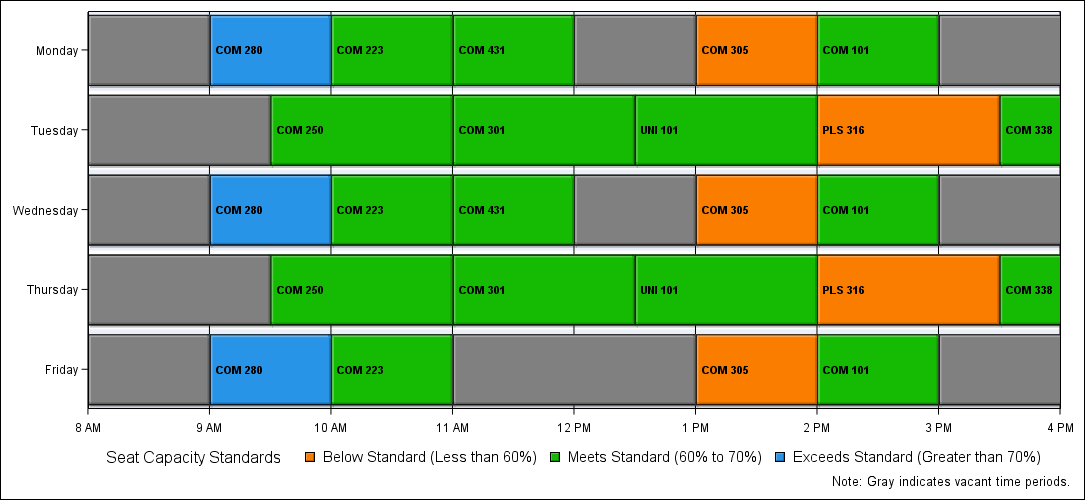 Monday COM 280 COM 223 COM 431 COM 305 COM 101
Tuesday COM 250 COM 301 UNI 101 PLS 316 COM 338
Wednesday COM 280 COM 223 COM 431 COM 305 COM 101
Thursday COM 250 COM 301 UNI 101 PLS 316 COM 338
Friday COM 280 COM 223 COM 305 COM 101
8 AM 9 AM 10 AM 11 AM 12 PM 1 PM 2 PM 3 PM 4 PM
Seat Capacity Standards Below Standard (Less than 60%) Meets Standard (60% to 70%) Exceeds Standard (Greater than 70%)
Note: Gray indicates vacant time periods.